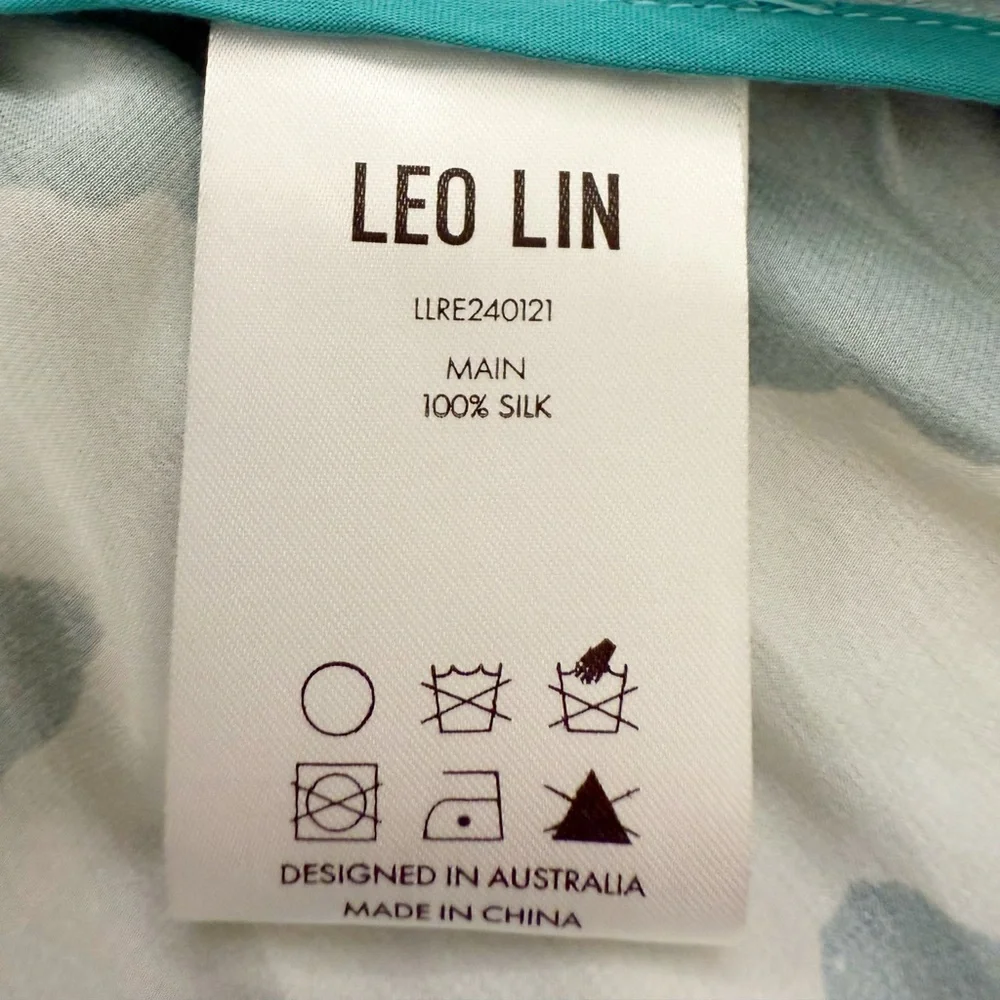 LEO LIN
LLRE240121
MAIN
100% SILK
DESIGNED IN AUSTRALIA
MADE IN CHINA